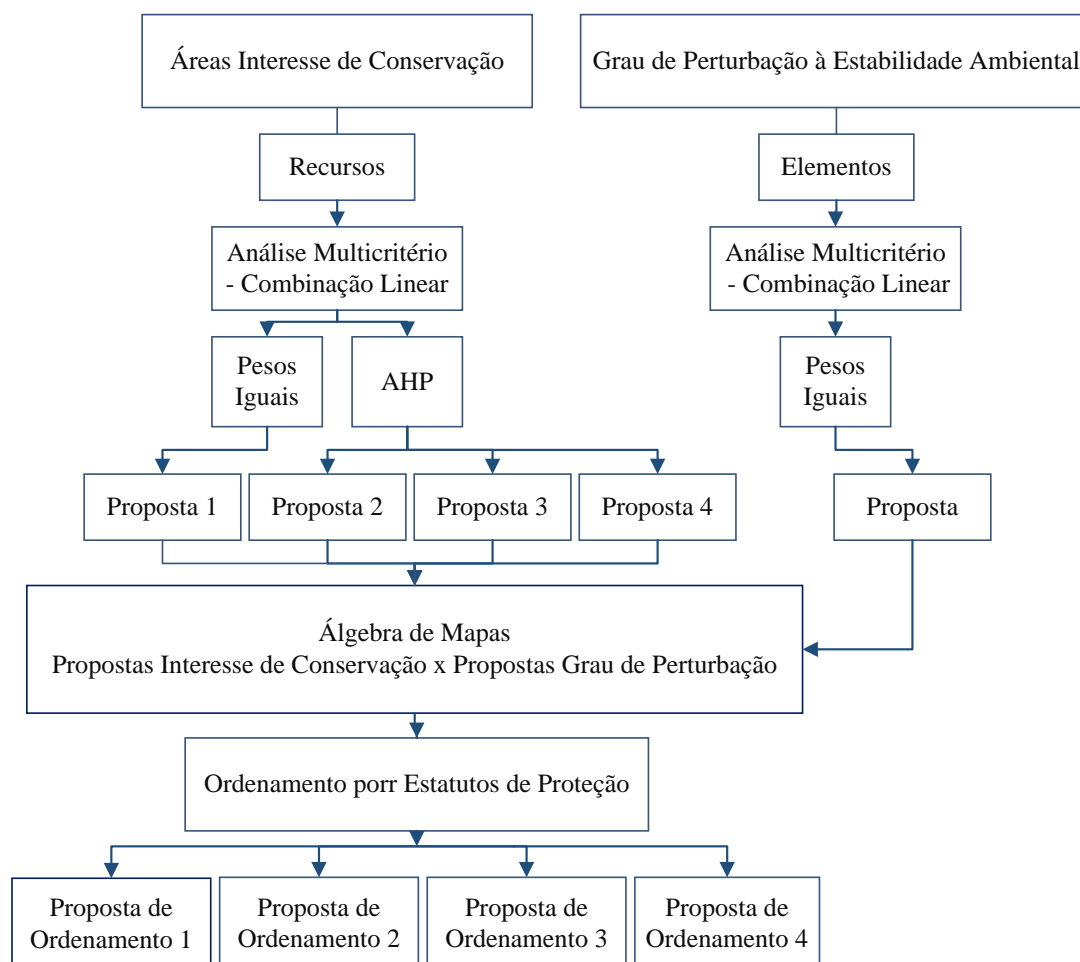 Áreas Interesse de Conservação
Grau de Perturbação à Estabilidade Ambiental
Recursos
Elementos
Análise Multicritério
- Combinação Linear
Análise Multicritério
- Combinação Linear
Pesos
Iguais
AHP
Pesos
Iguais
Proposta 1
Proposta 2
Proposta 3
Proposta 4
Proposta
Álgebra de Mapas
Propostas Interesse de Conservação x Propostas Grau de Perturbação
Ordenamento porr Estatutos de Proteção
Proposta de
Ordenamento 1
Proposta de
Ordenamento 2
Proposta de
Ordenamento 3
Proposta de
Ordenamento 4